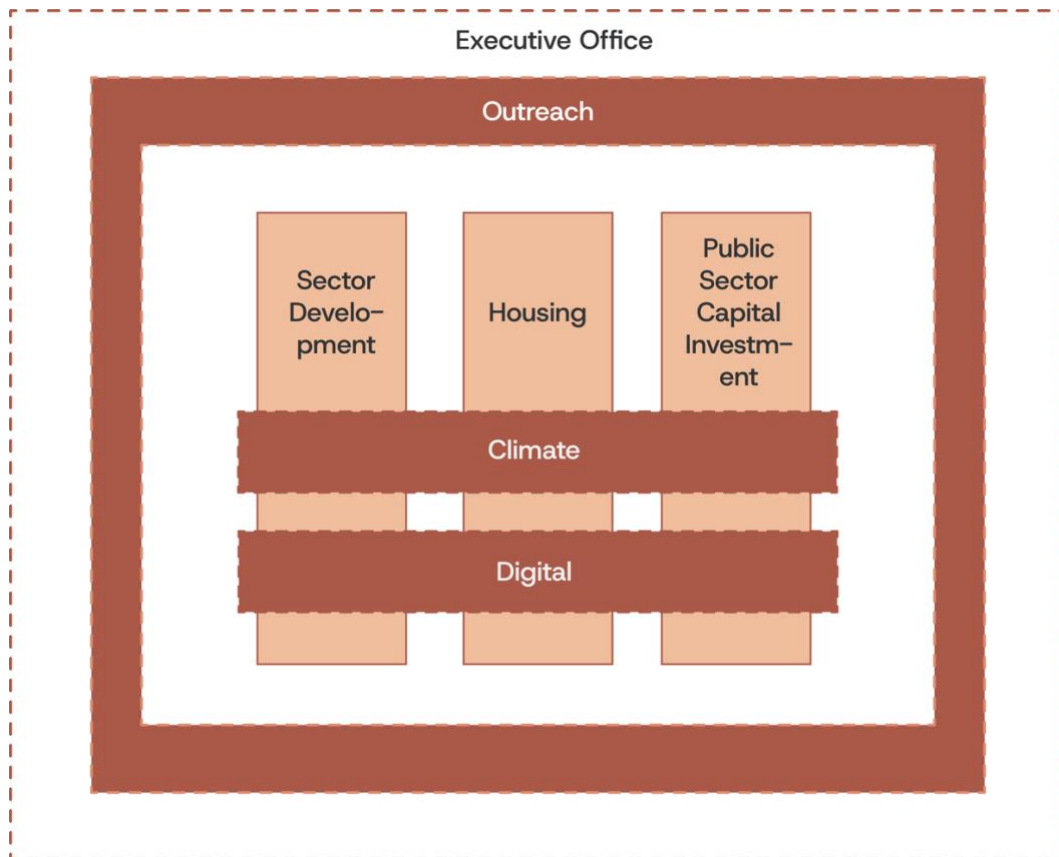 Executive Office
Outreach
Sector
Develo-
pment
Housing
Public
Sector
Capital
Investm-
ent
Climate
Digital